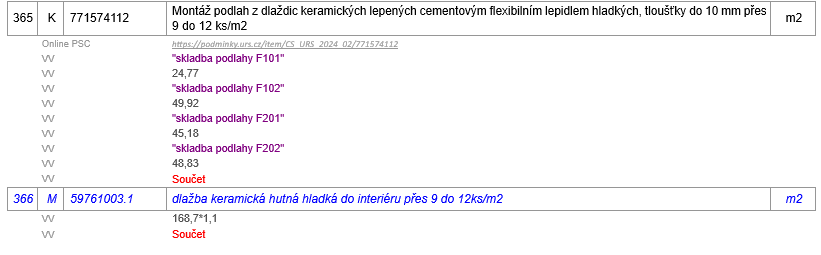 365 K 771574112 Montáž podlah z dlaždic keramických lepených cementovým flexibilním lepidlem hladkých, tloušťky do 10 mm přes m2
9 do 12 ks/m2
Online PSC https://podminky.urs.cz/item/CS_URS_2024_02/771574112
VV "skladba podlahy F101"
VV 24,77
VV "skladba podlahy F102"
VV 49,92
VV "skladba podlahy F201"
VV 45,18
VV "skladba podlahy F202"
VV 48,83
VV Součet
366 M 59761003.1 dlažba keramická hutná hladká do interiéru přes 9 do 12ks/m2 m2
VV 168,7*1,1
VV Součet